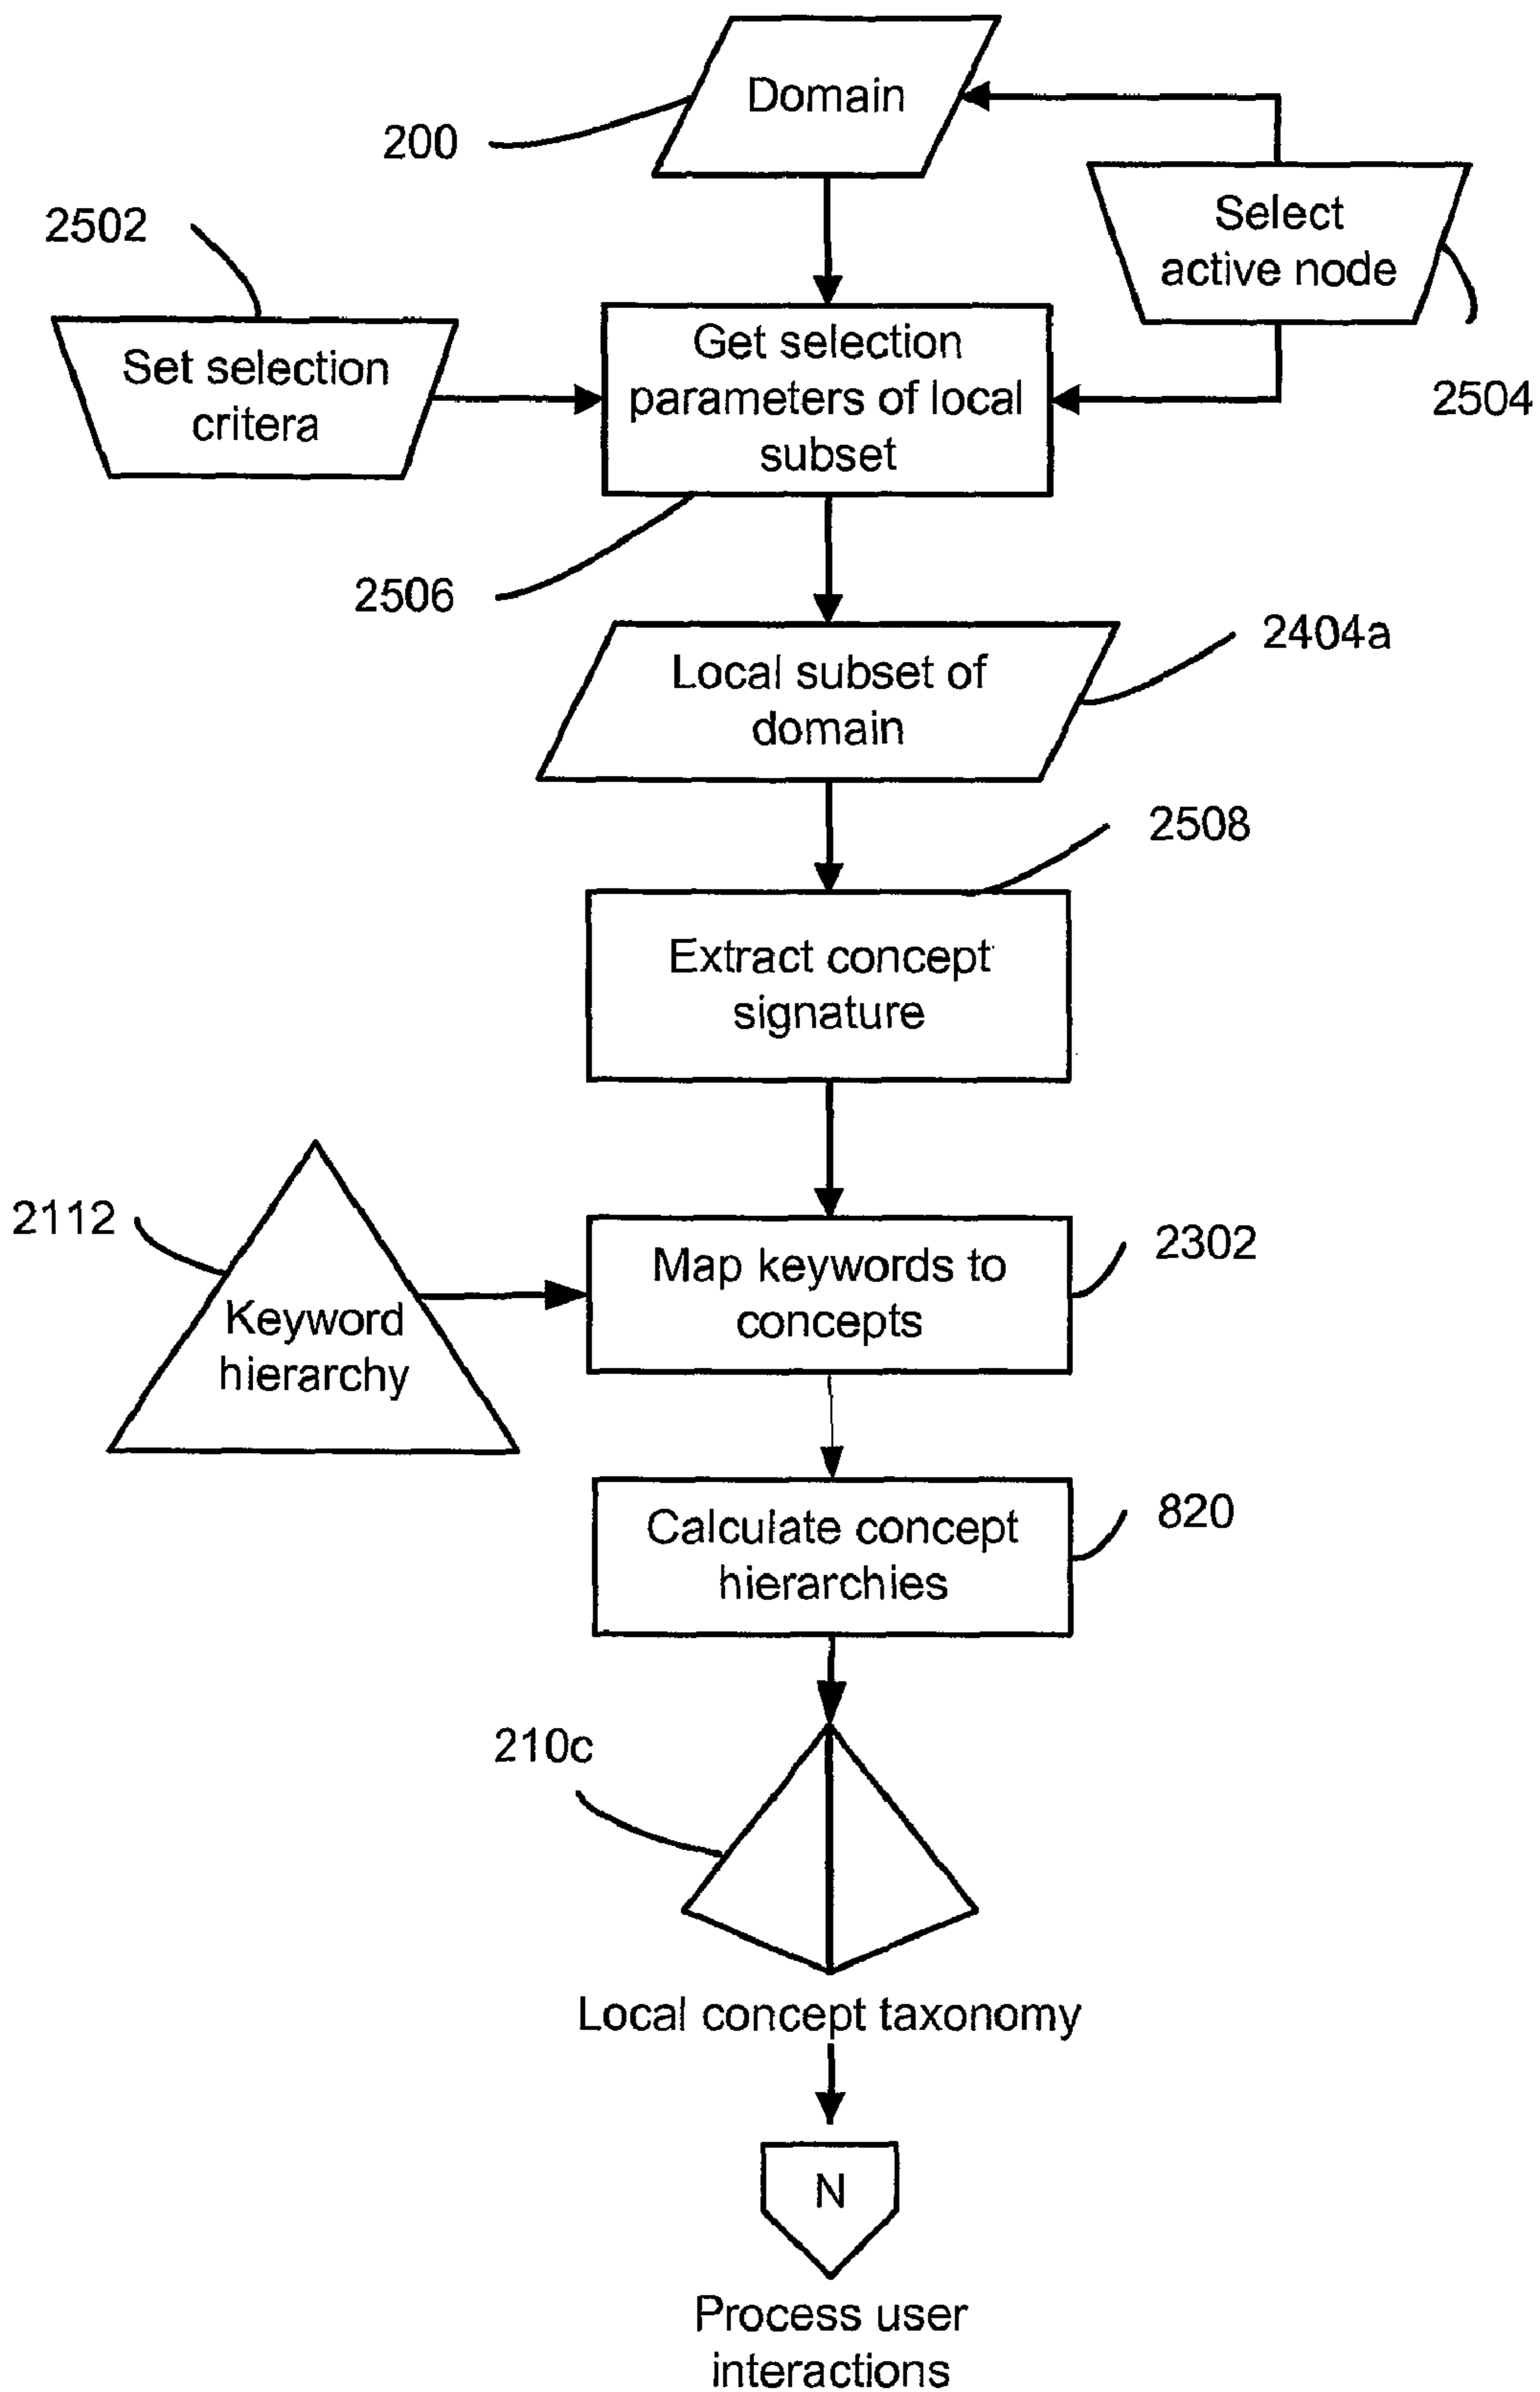 Domain
200
Select
active node
2502
Set selection
critera
Get selection
parameters of local
subset
2504
2506
2404a
Local subset of
domain
2508
Extract concept
signature
2112
Keyword
hierarchy
Map keywords to
concepts
2302
Calculate concept
hierarchies
820
210c
Local concept taxonomy
N
Process user
interactions